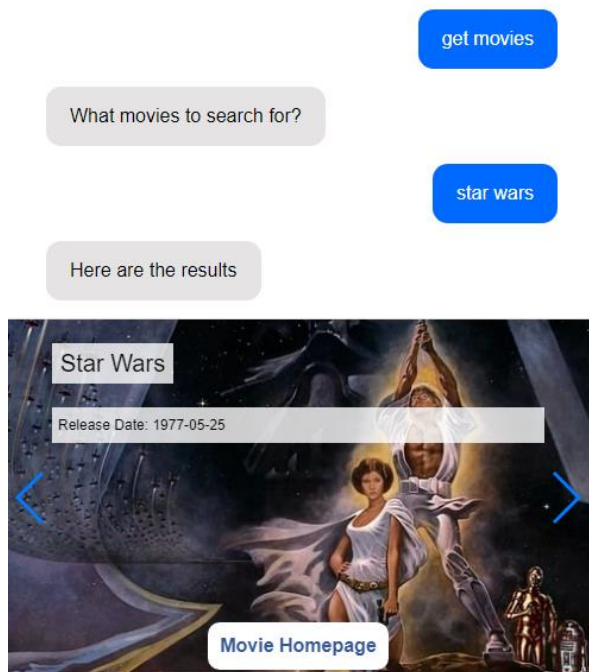 get movies
What movies to search for?
star wars
Here are the results
Star Wars
Release Date: 1977-05-25
Movie Homepage